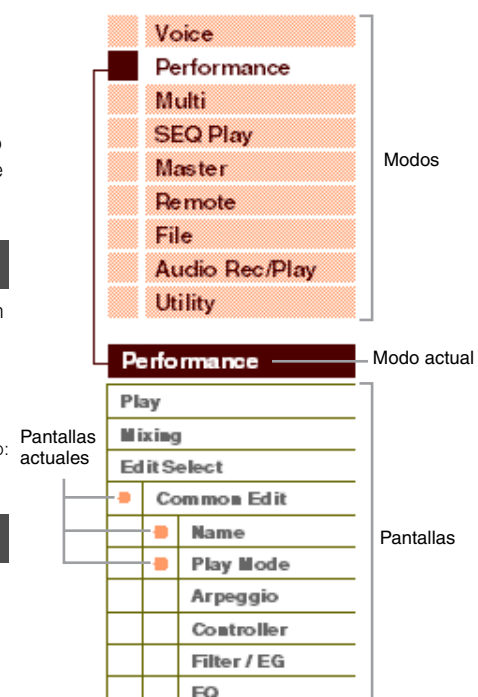 Voice
Performance
Multi
SEQ Play
Master
Remote
File
Audio Rec/Play
Utility
Modos
Performance
Modo actual
Play
Mixing
Edit Select
Common Edit
Name
Play Mode
Arpeggio
Controller
Filter / EG
EQ
Pantallas
actuales
Pantallas